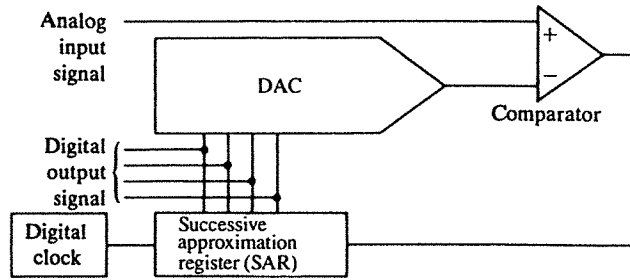 Analog
input
signal
DAC
+
−
Comparator
Digital
output
signal
Digital
clock
Successive
approximation
register (SAR)